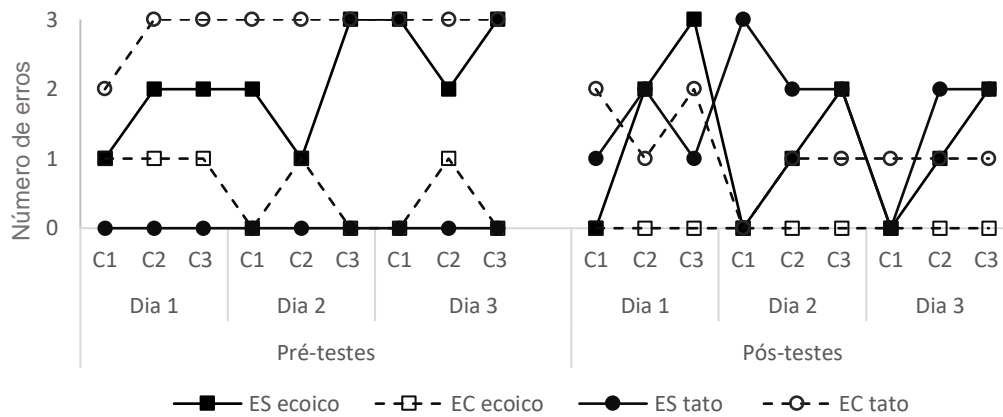 Número de erros
3
2
1
0
C1 C2 C3 C1 C2 C3 C1 C2 C3 C1 C2 C3 C1 C2 C3 C1 C2 C3
Dia 1 Dia 2 Dia 3 Dia 1 Dia 2 Dia 3
Pré-testes Pós-testes
ES ecoico EC ecoico ES tato EC tato